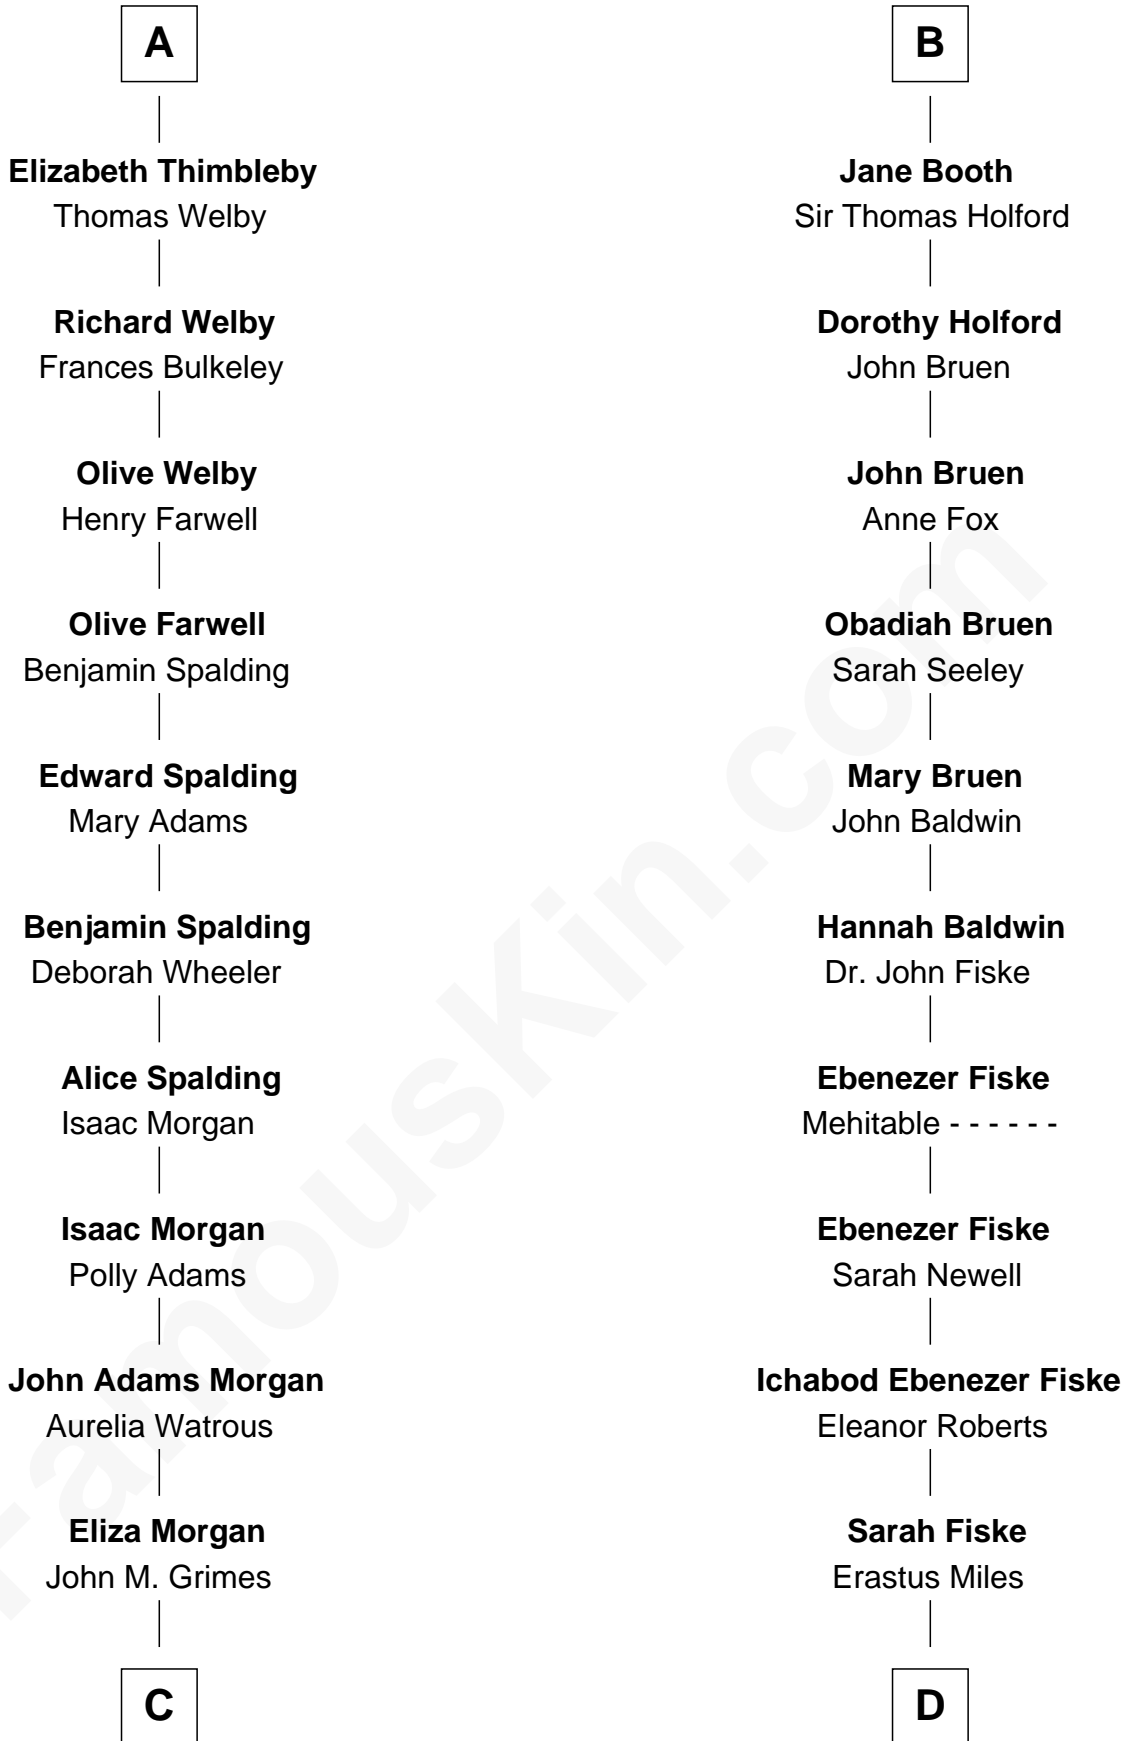 A
Elizabeth Thimbleby
Thomas Welby
Richard Welby
Frances Bulkeley
Olive Welby
Henry Farwell
Olive Farwell
Benjamin Spalding
Edward Spalding
Mary Adams
Benjamin Spalding
Deborah Wheeler
Alice Spalding
Isaac Morgan
Isaac Morgan
Polly Adams
John Adams Morgan
Aurelia Watrous
Eliza Morgan
John M. Grimes
C
B
Jane Booth
Sir Thomas Holford
Dorothy Holford
John Bruen
John Bruen
Anne Fox
Obadiah Bruen
Sarah Seeley
Mary Bruen
John Baldwin
Hannah Baldwin
Dr. John Fiske
Ebenezer Fiske
Mehitable - - - - - -
Ebenezer Fiske
Sarah Newell
Ichabod Ebenezer Fiske
Eleanor Roberts
Sarah Fiske
Erastus Miles
D
FamousKin.com